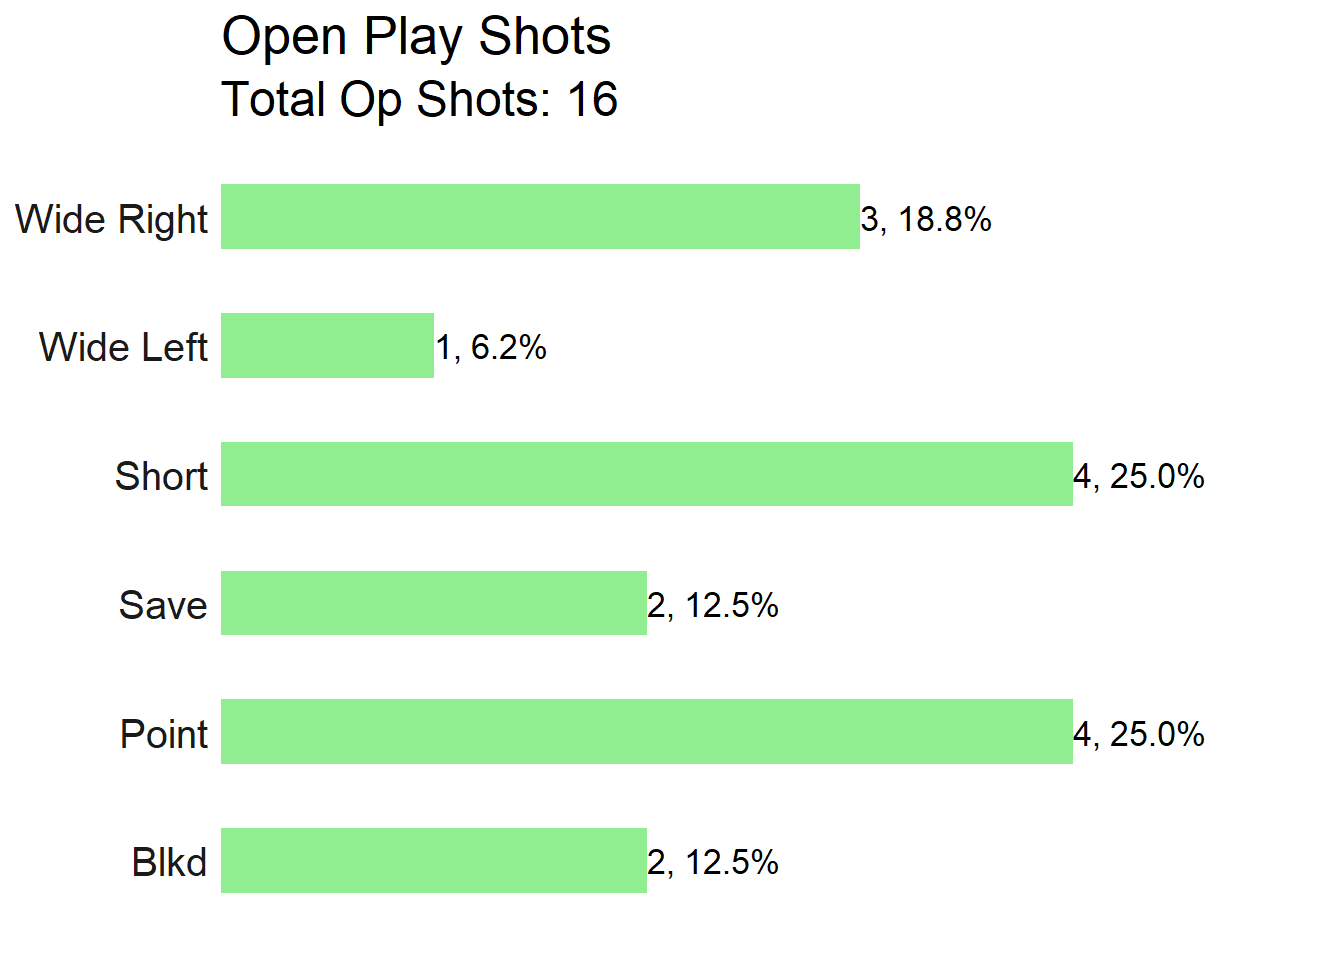 Open Play Shots
Total Op Shots: 16
Wide Right 3, 18.8%
Wide Left 1, 6.2%
Short 4, 25.0%
Save 2, 12.5%
Point 4, 25.0%
Blkd 2, 12.5%